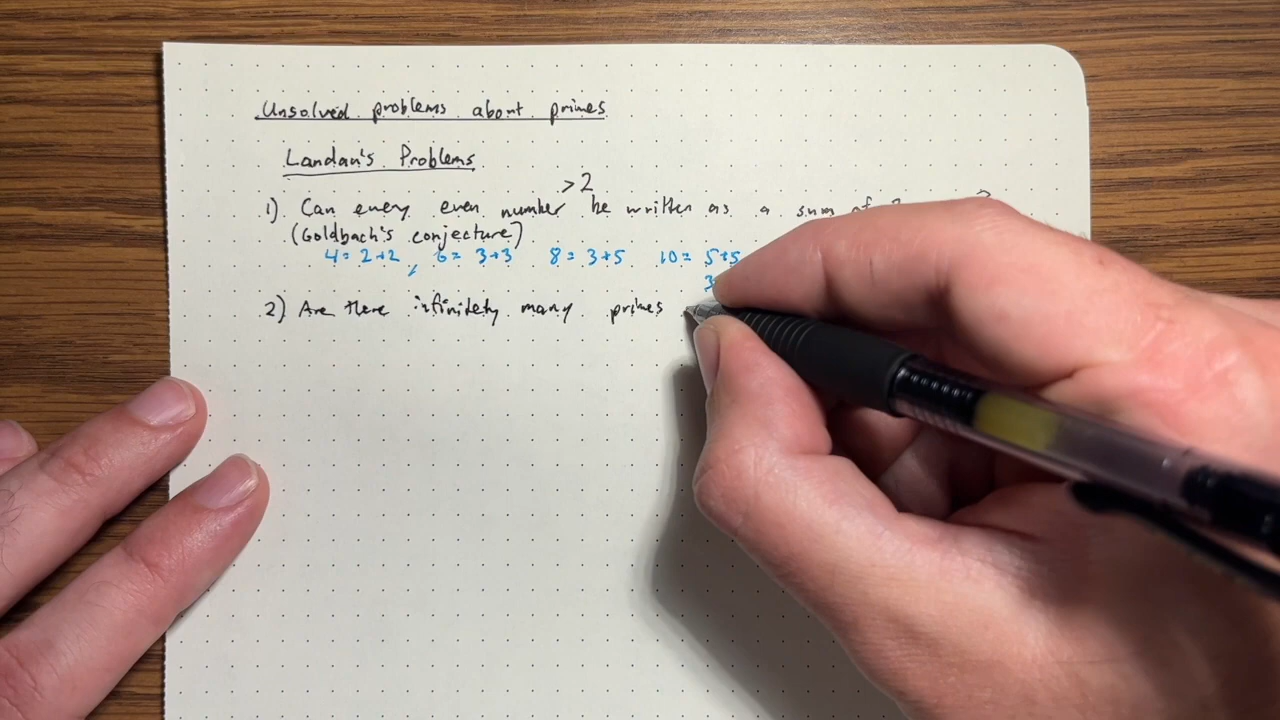 Unsolved problems about primes
Landau's Problems
>2
1) Can every even number be written as a sum of
(Goldbach's conjecture)
4 = 2+2, 6 = 3+3 8 = 3+5 10 = 5+5
3
2) Are there infinitely many primes